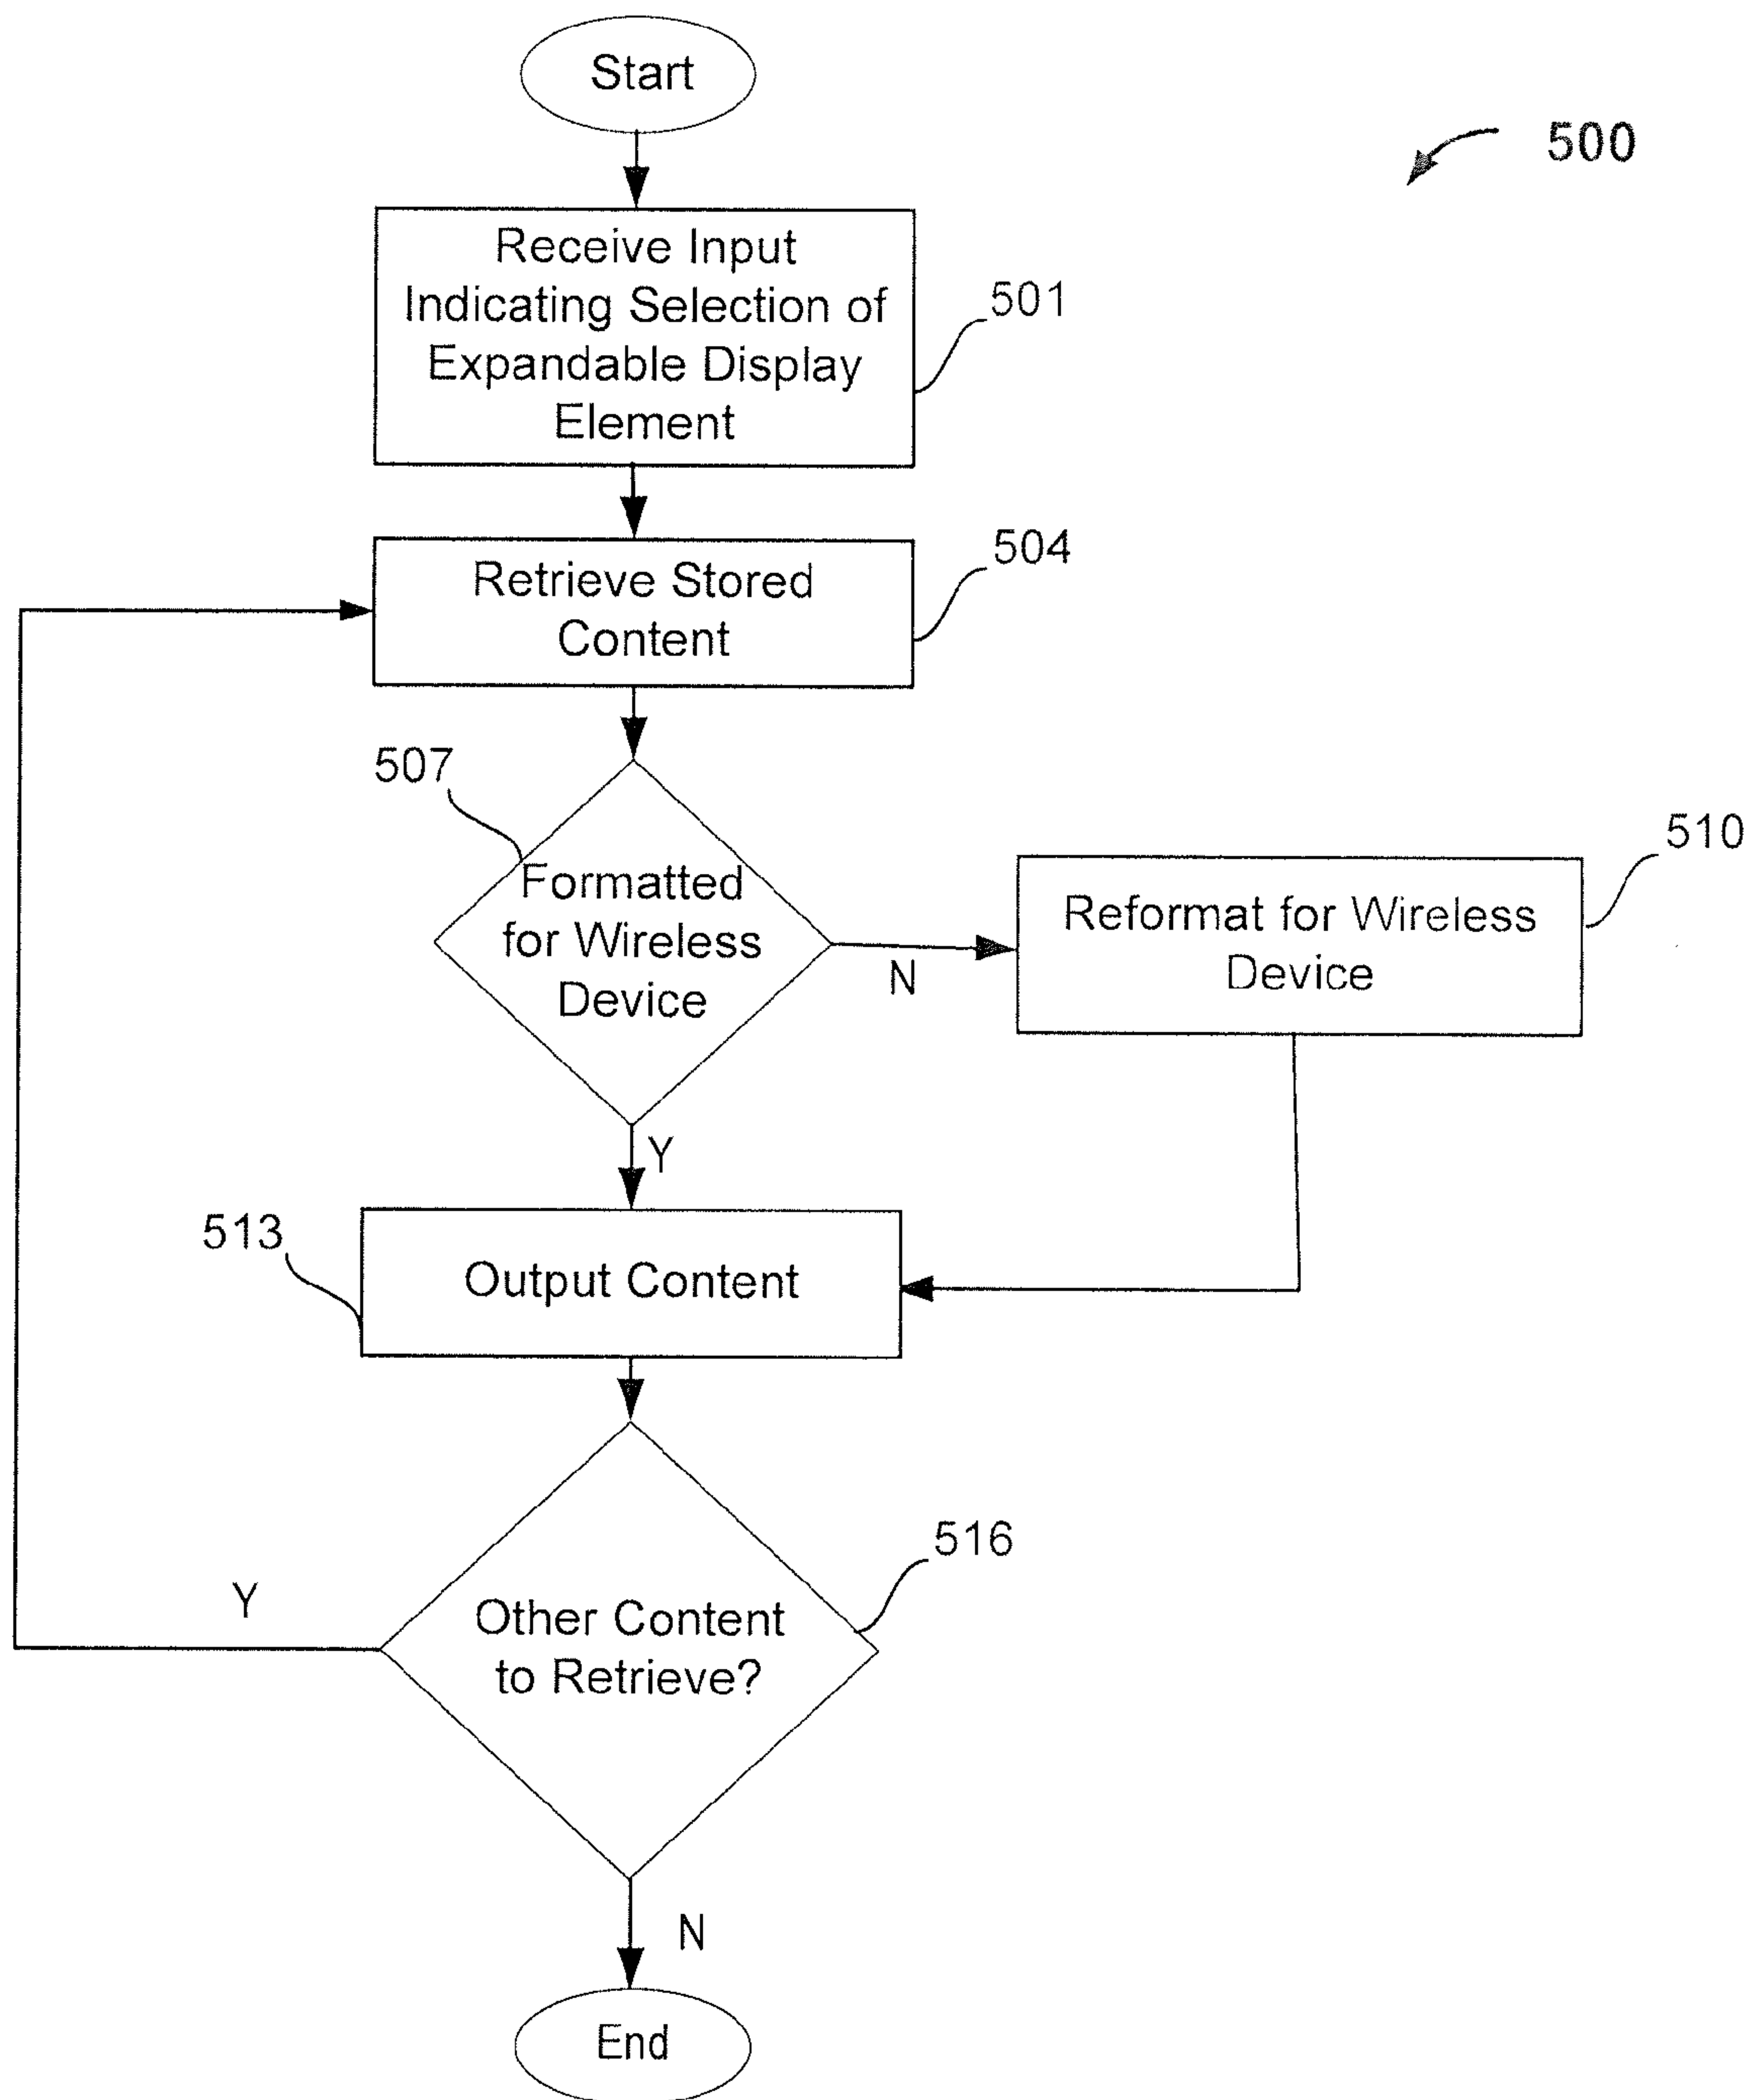 Start
500
Receive Input
Indicating Selection of
Expandable Display
Element
501
Retrieve Stored
Content
504
507
Formatted
for Wireless
Device
N
Reformat for Wireless
Device
510
Y
513
Output Content
Other Content
to Retrieve?
516
Y
N
End